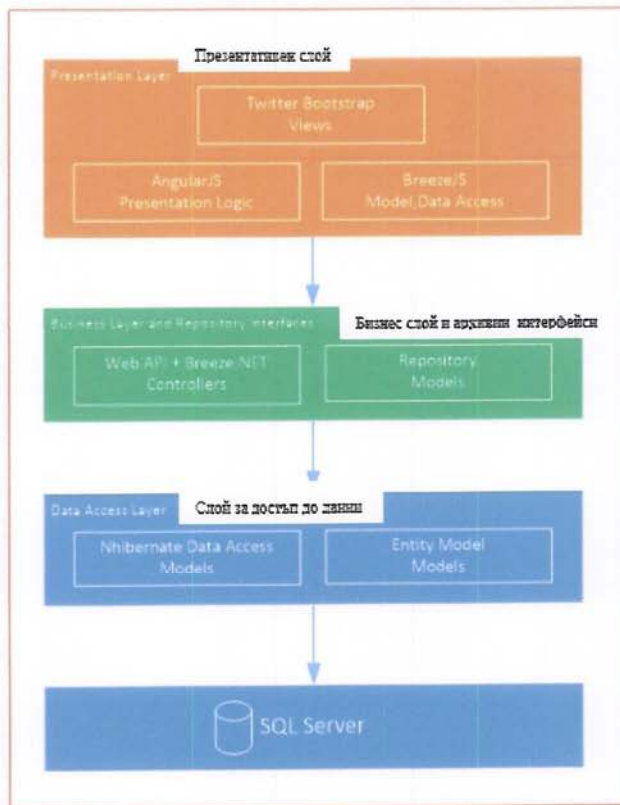 Презентативен слой
Presentation Layer
Twitter Bootstrap
Views
AngularJS
Presentation Logic
BreezeJS
Model,Data Access
Business Layer and Repository Interfaces
Бизнес слой и архивни интерфейси
Web API + Breeze.NET
Controllers
Repository
Models
Data Access Layer
Слой за достъп до данни
Nhibernate Data Access
Models
Entity Model
Models
SQL Server